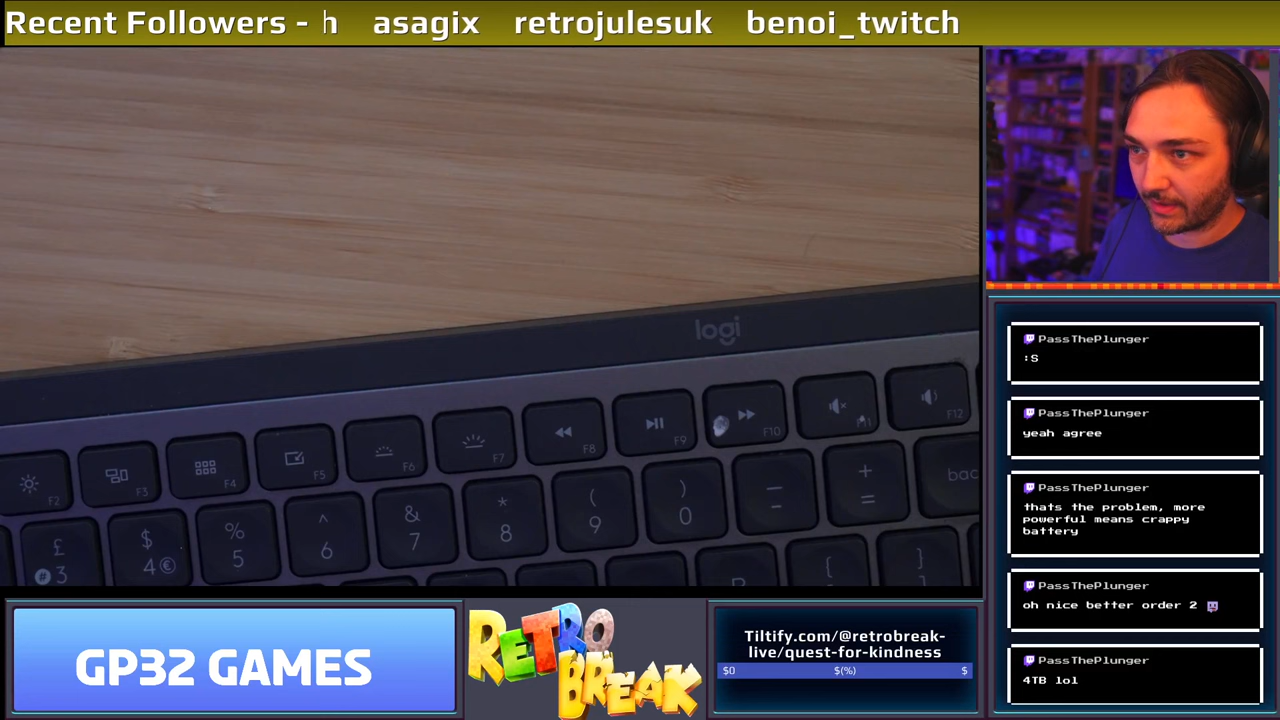 Recent Followers - h asagix retrojulesuk benoi_twitch
logi
F2 F3 F4 F5 F6 F7 F8 F9 F10 F11 F12
£ $ % ^ & * ( ) — +
# 3 4 € 5 6 7 8 9 0 - = bac
{ }
[ ]
PassThePlunger
:S
PassThePlunger
yeah agree
PassThePlunger
thats the problem, more
powerful means crappy
battery
PassThePlunger
oh nice better order 2
PassThePlunger
4TB lol
GP32 GAMES
RETRO
BREAK
Tiltify.com/@retrobreak-
live/quest-for-kindness
$0 $(%) $